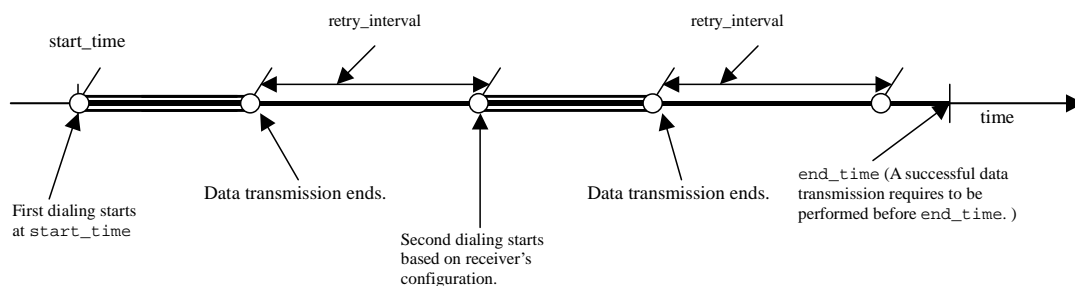 retry_interval
retry_interval
start_time
time
First dialing starts
at start_time
Data transmission ends.
Second dialing starts
based on receiver’s
configuration.
Data transmission ends.
end_time (A successful data
transmission requires to be
performed before end_time. )